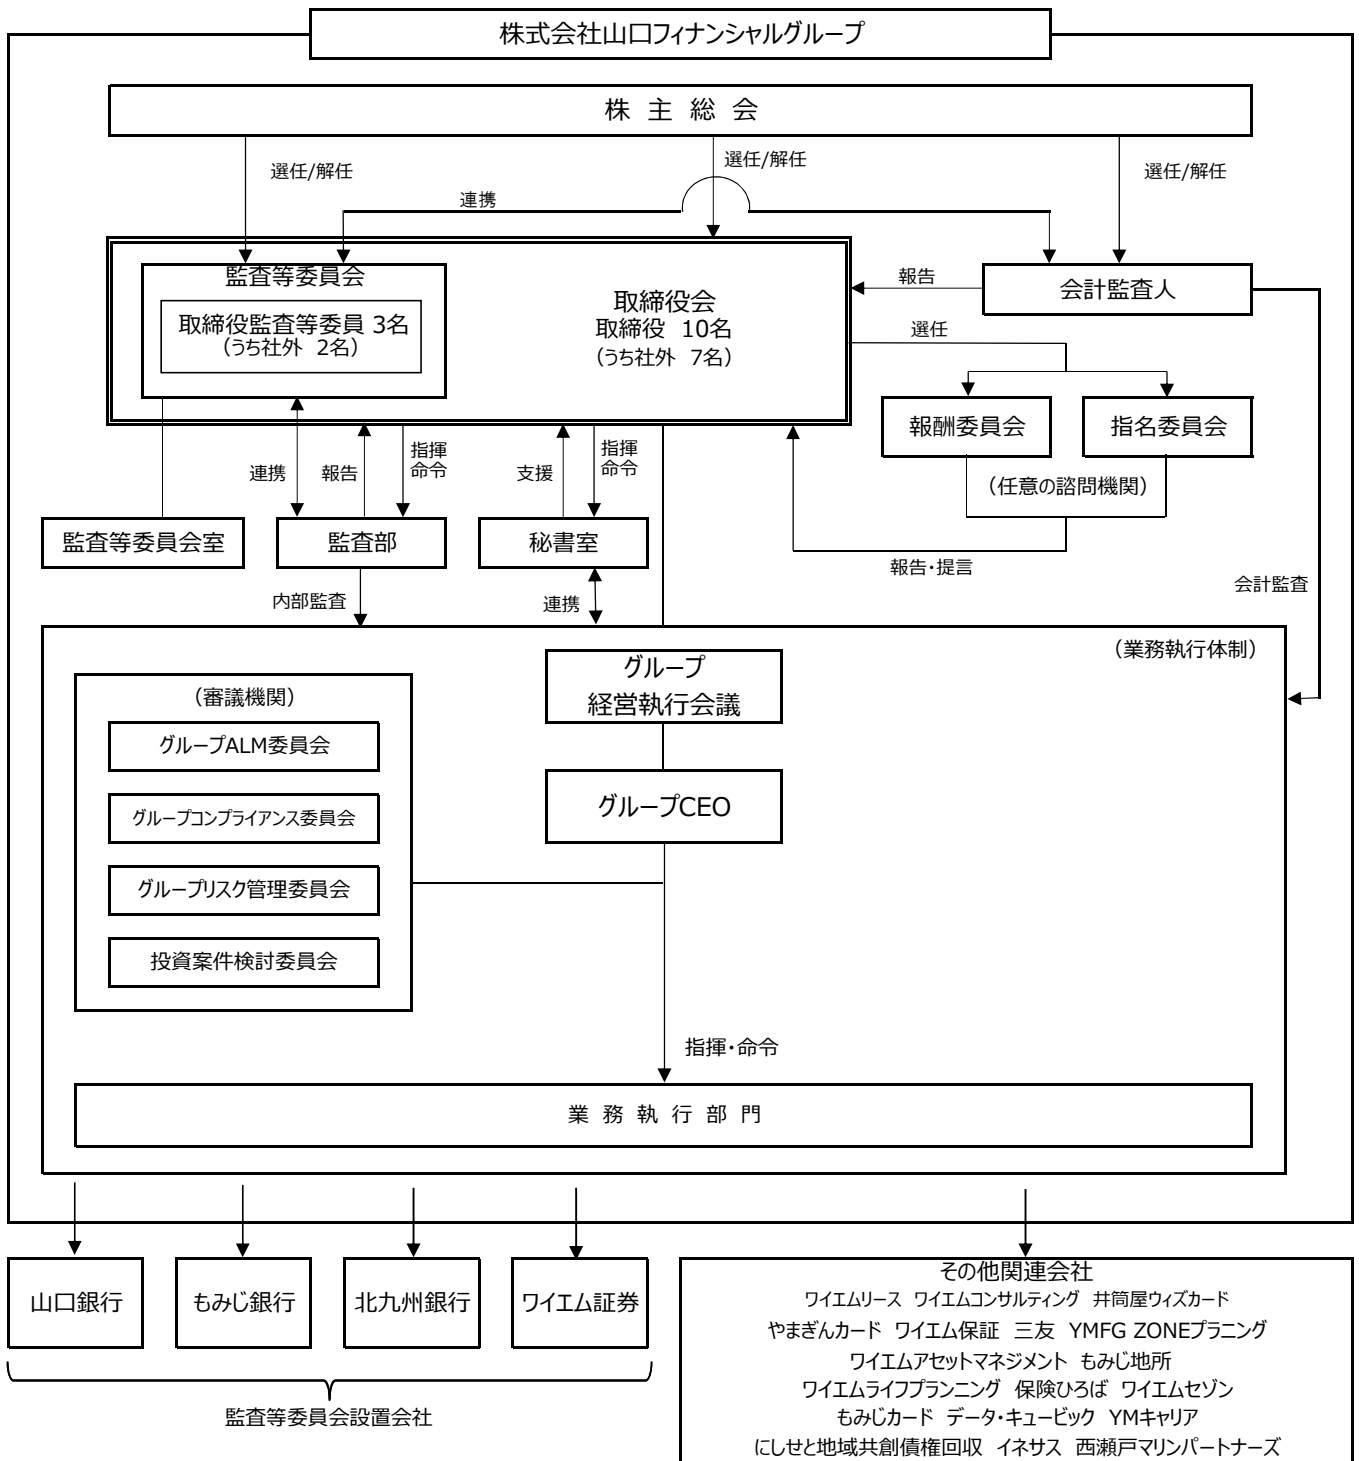 株式会社山口フィナンシャルグループ
株 主 総 会
選任/解任
選任/解任
選任/解任
連携
監査等委員会
取締役監査等委員 3名
(うち社外 2名)
取締役会
取締役 10名
(うち社外 7名)
報告
会計監査人
選任
報酬委員会
指名委員会
(任意の諮問機関)
連携
報告
指揮
命令
支援
指揮
命令
監査等委員会室
監査部
秘書室
報告・提言
会計監査
内部監査
連携
(業務執行体制)
グループ
経営執行会議
(審議機関)
グループALM委員会
グループCEO
グループコンプライアンス委員会
グループリスク管理委員会
投資案件検討委員会
指揮・命令
業 務 執 行 部 門
山口銀行
もみじ銀行
北九州銀行
ワイエム証券
監査等委員会設置会社
その他関連会社
ワイエムリース ワイエムコンサルティング 井筒屋ウィズカード
やまぎんカード ワイエム保証 三友 YMFG ZONEプラニング
ワイエムアセットマネジメント もみじ地所
ワイエムライフプランニング 保険ひろば ワイエムセゾン
もみじカード データ・キュービック YMキャリア
にしせと地域共創債権回収 イネサス 西瀬戸マリンパートナーズ